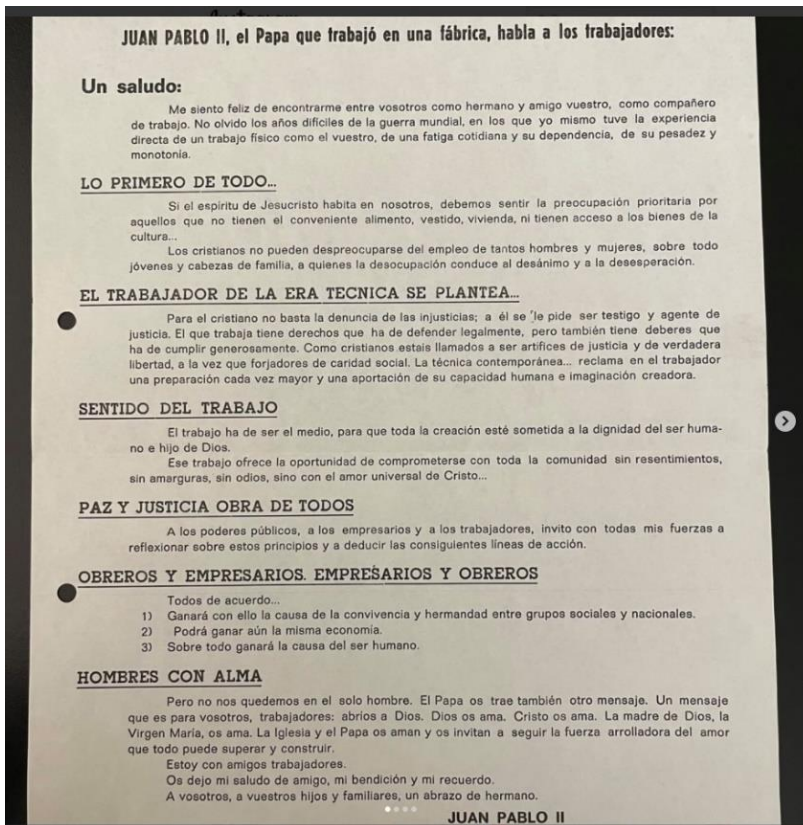 JUAN PABLO II, el Papa que trabajó en una fábrica, habla a los trabajadores:
Un saludo:
Me siento feliz de encontrarme entre vosotros como hermano y amigo vuestro, como compañero
de trabajo. No olvido los años difíciles de la guerra mundial, en los que yo mismo tuve la experiencia
directa de un trabajo físico como el vuestro, de una fatiga cotidiana y su dependencia, de su pesadez y
monotonía.
LO PRIMERO DE TODO...
Si el espíritu de Jesucristo habita en nosotros, debemos sentir la preocupación prioritaria por
aquellos que no tienen el conveniente alimento, vestido, vivienda, ni tienen acceso a los bienes de la
cultura...
Los cristianos no pueden despreocuparse del empleo de tantos hombres y mujeres, sobre todo
jóvenes y cabezas de familia, a quienes la desocupación conduce al desánimo y a la desesperación.
EL TRABAJADOR DE LA ERA TECNICA SE PLANTEA...
Para el cristiano no basta la denuncia de las injusticias; a él se 'le pide ser testigo y agente de
justicia. El que trabaja tiene derechos que ha de defender legalmente, pero también tiene deberes que
ha de cumplir generosamente. Como cristianos estais llamados a ser artífices de justicia y de verdadera
libertad, a la vez que forjadores de caridad social. La técnica contemporánea... reclama en el trabajador
una preparación cada vez mayor y una aportación de su capacidad humana e imaginación creadora.
SENTIDO DEL TRABAJO
El trabajo ha de ser el medio, para que toda la creación esté sometida a la dignidad del ser huma-
no e hijo de Dios.
Ese trabajo ofrece la oportunidad de comprometerse con toda la comunidad sin resentimientos,
sin amarguras, sin odios, sino con el amor universal de Cristo...
PAZ Y JUSTICIA OBRA DE TODOS
A los poderes públicos, a los empresarios y a los trabajadores, invito con todas mis fuerzas a
reflexionar sobre estos principios y a deducir las consiguientes líneas de acción.
OBREROS Y EMPRESARIOS. EMPRESARIOS Y OBREROS
Todos de acuerdo...
1) Ganará con ello la causa de la convivencia y hermandad entre grupos sociales y nacionales.
2) Podrá ganar aún la misma economía.
3) Sobre todo ganará la causa del ser humano.
HOMBRES CON ALMA
Pero no nos quedemos en el solo hombre. El Papa os trae también otro mensaje. Un mensaje
que es para vosotros, trabajadores: abríos a Dios. Dios os ama. Cristo os ama. La madre de Dios, la
Virgen María, os ama. La Iglesia y el Papa os aman y os invitan a seguir la fuerza arrolladora del amor
que todo puede superar y construir.
Estoy con amigos trabajadores.
Os dejo mi saludo de amigo, mi bendición y mi recuerdo.
A vosotros, a vuestros hijos y familiares, un abrazo de hermano.
JUAN PABLO II